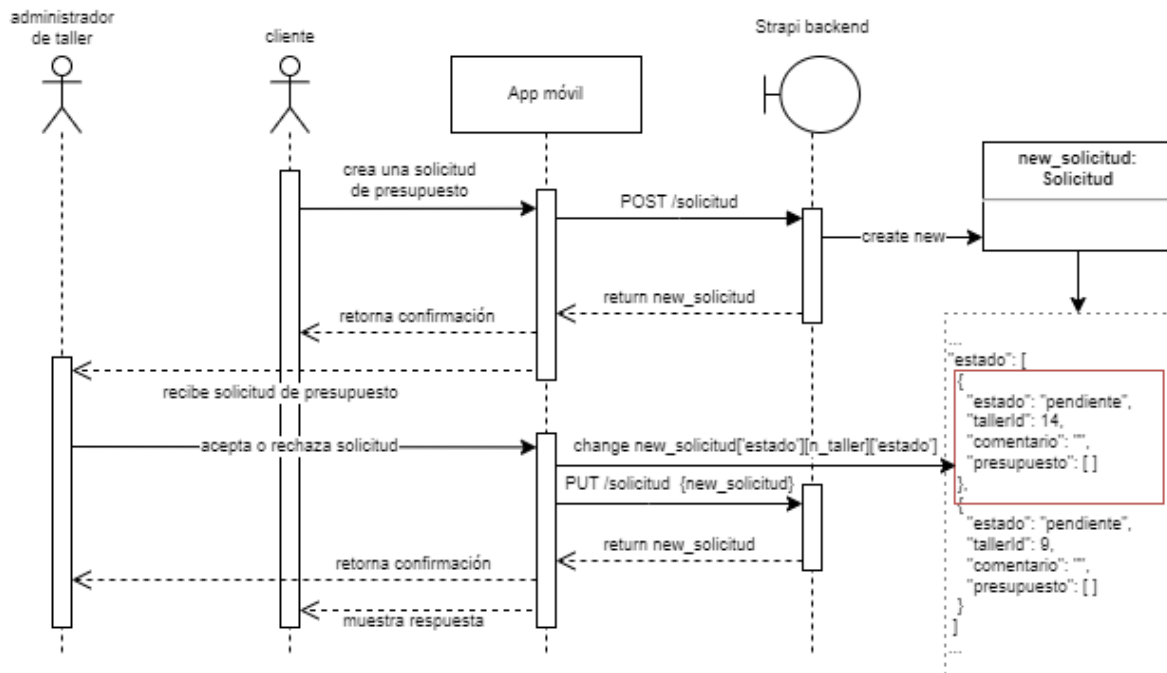 administrador
de taller
cliente
App móvil
Strapi backend
new_solicitud:
Solicitud
crea una solicitud
de presupuesto
POST /solicitud
create new
return new_solicitud
retorna confirmación
recibe solicitud de presupuesto
acepta o rechaza solicitud
change new_solicitud['estado'][n_taller]['estado']
PUT /solicitud {new_solicitud}
return new_solicitud
retorna confirmación
muestra respuesta
...
"estado": [
{
"estado": "pendiente",
"tallerId": 14,
"comentario": "",
"presupuesto": [ ]
},
{
"estado": "pendiente",
"tallerId": 9,
"comentario": "",
"presupuesto": [ ]
}
]
...